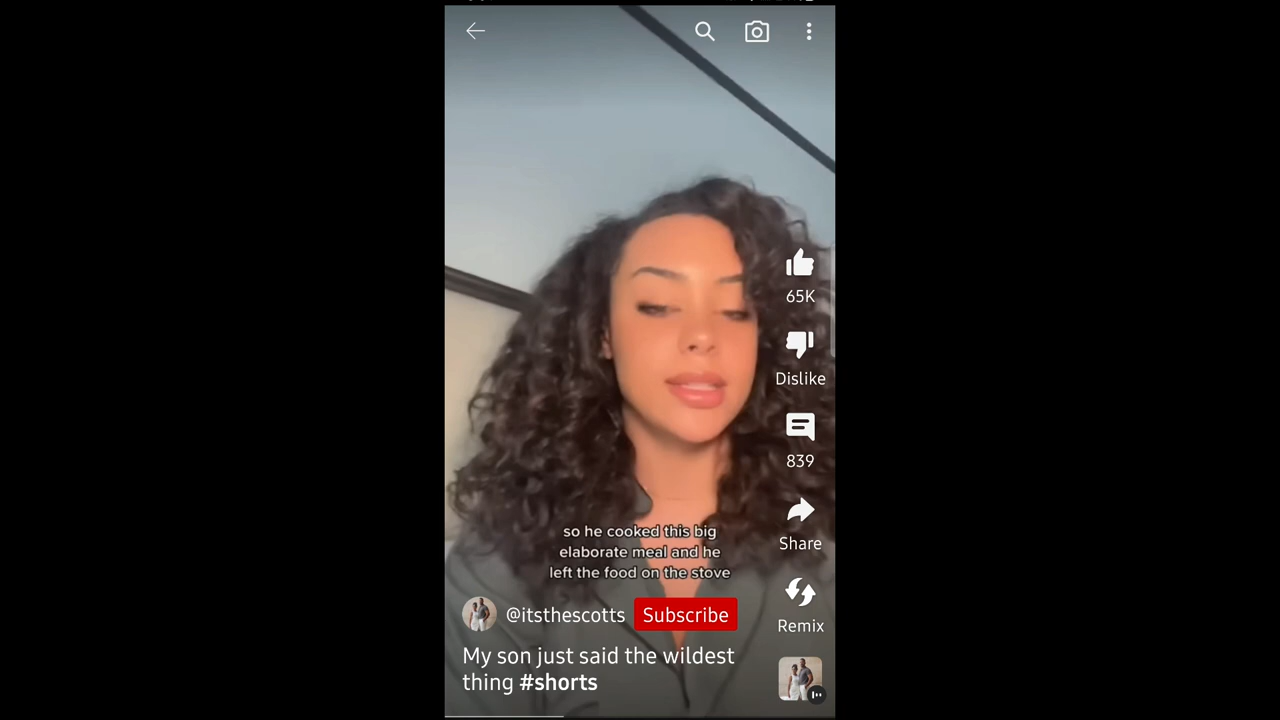 65K
Dislike
839
so he cooked this big
elaborate meal and he
left the food on the stove
Share
@itsthescotts Subscribe
Remix
My son just said the wildest
thing #shorts